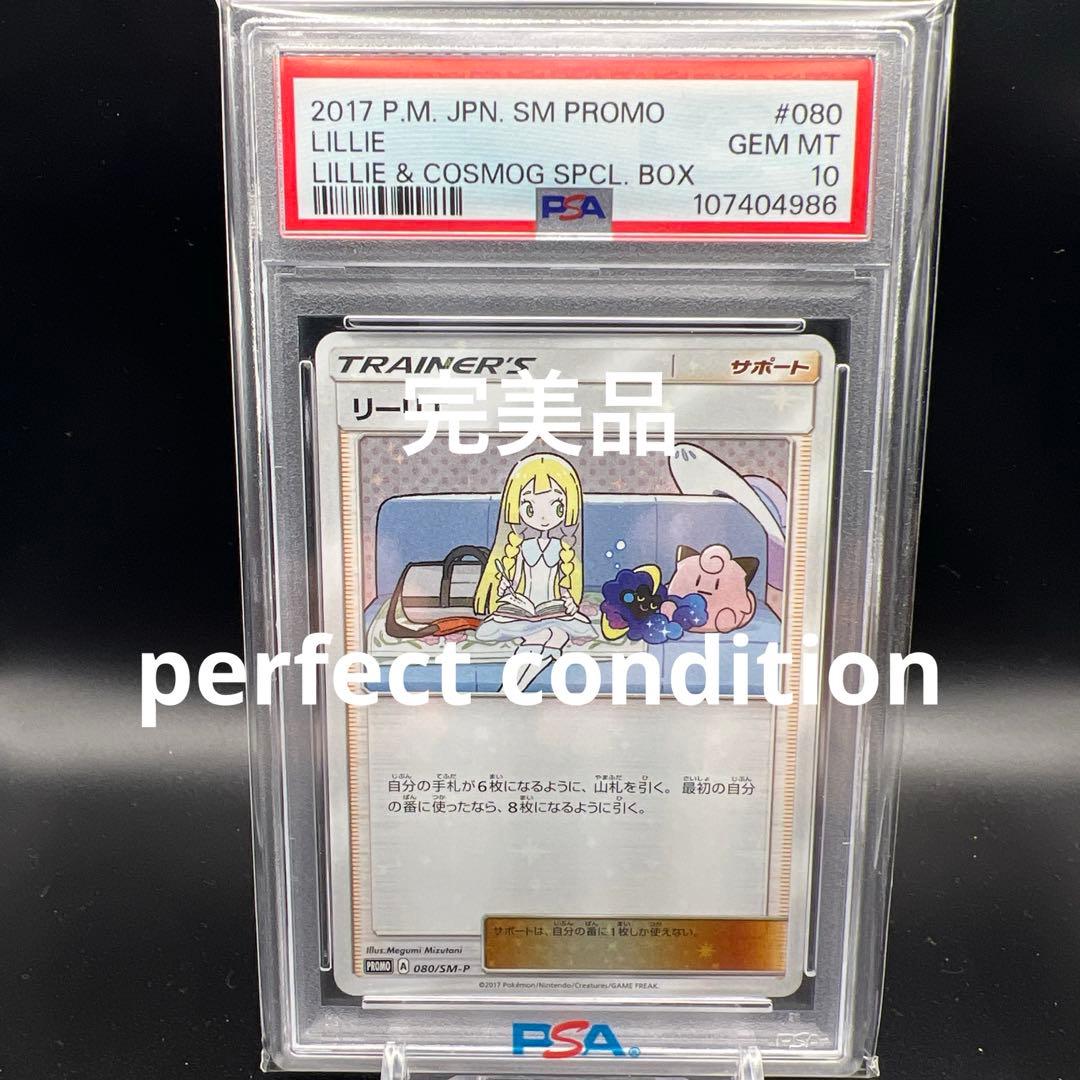 2017 P.M. JPN. SM PROMO #080
LILLIE GEM MT
LILLIE & COSMOG SPCL. BOX 10
PSA 107404986
TRAINER'S サポート
完美品
perfect condition
自分の手札が6枚になるように、山札を引く。最初の自分
の番に使ったなら、8枚になるように引く。
サポートは、自分の番に1枚しか使えない。
Illus. Megumi Mizutani
PROMO A 080/SM-P
©2017 Pokémon/Nintendo/Creatures/GAME FREAK.
PSA